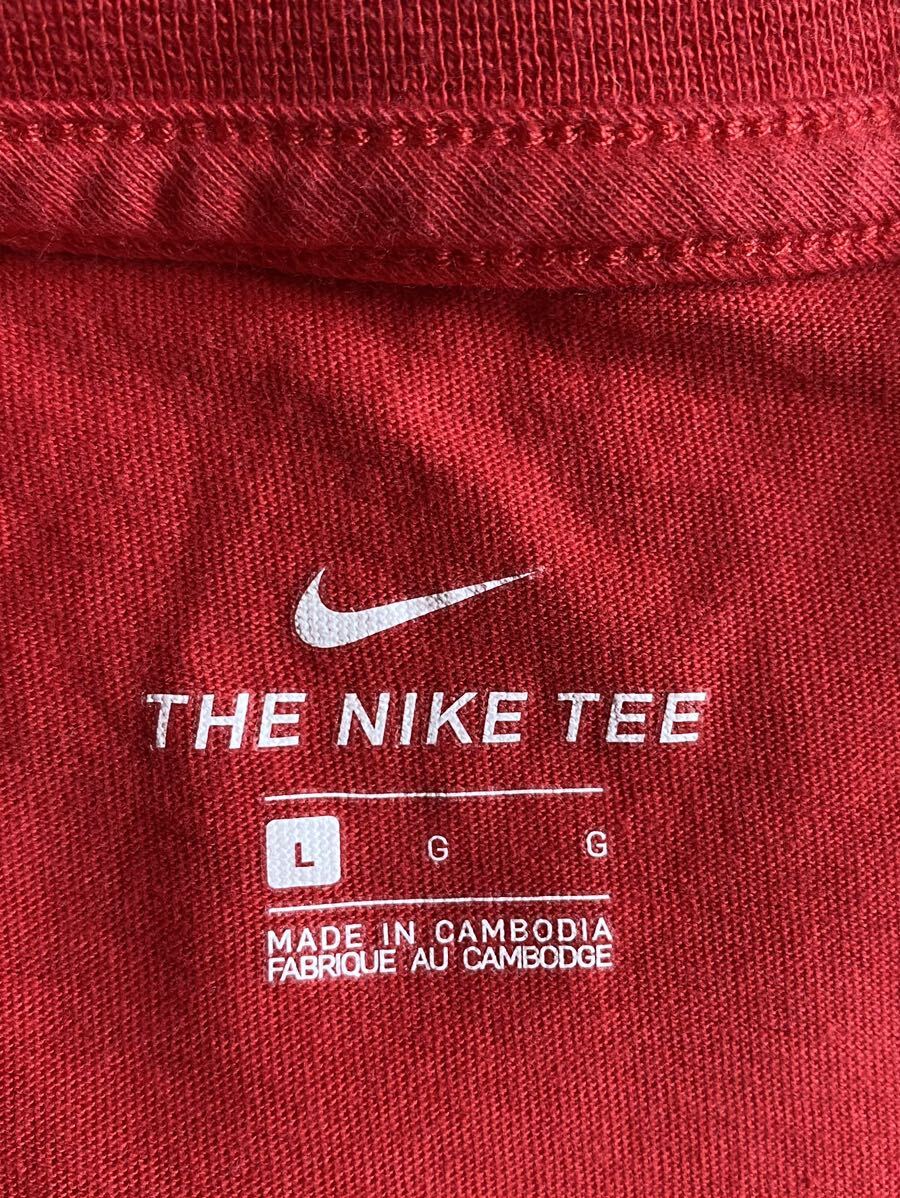 THE NIKE TEE
L G G
MADE IN CAMBODIA
FABRIQUE AU CAMBODGE